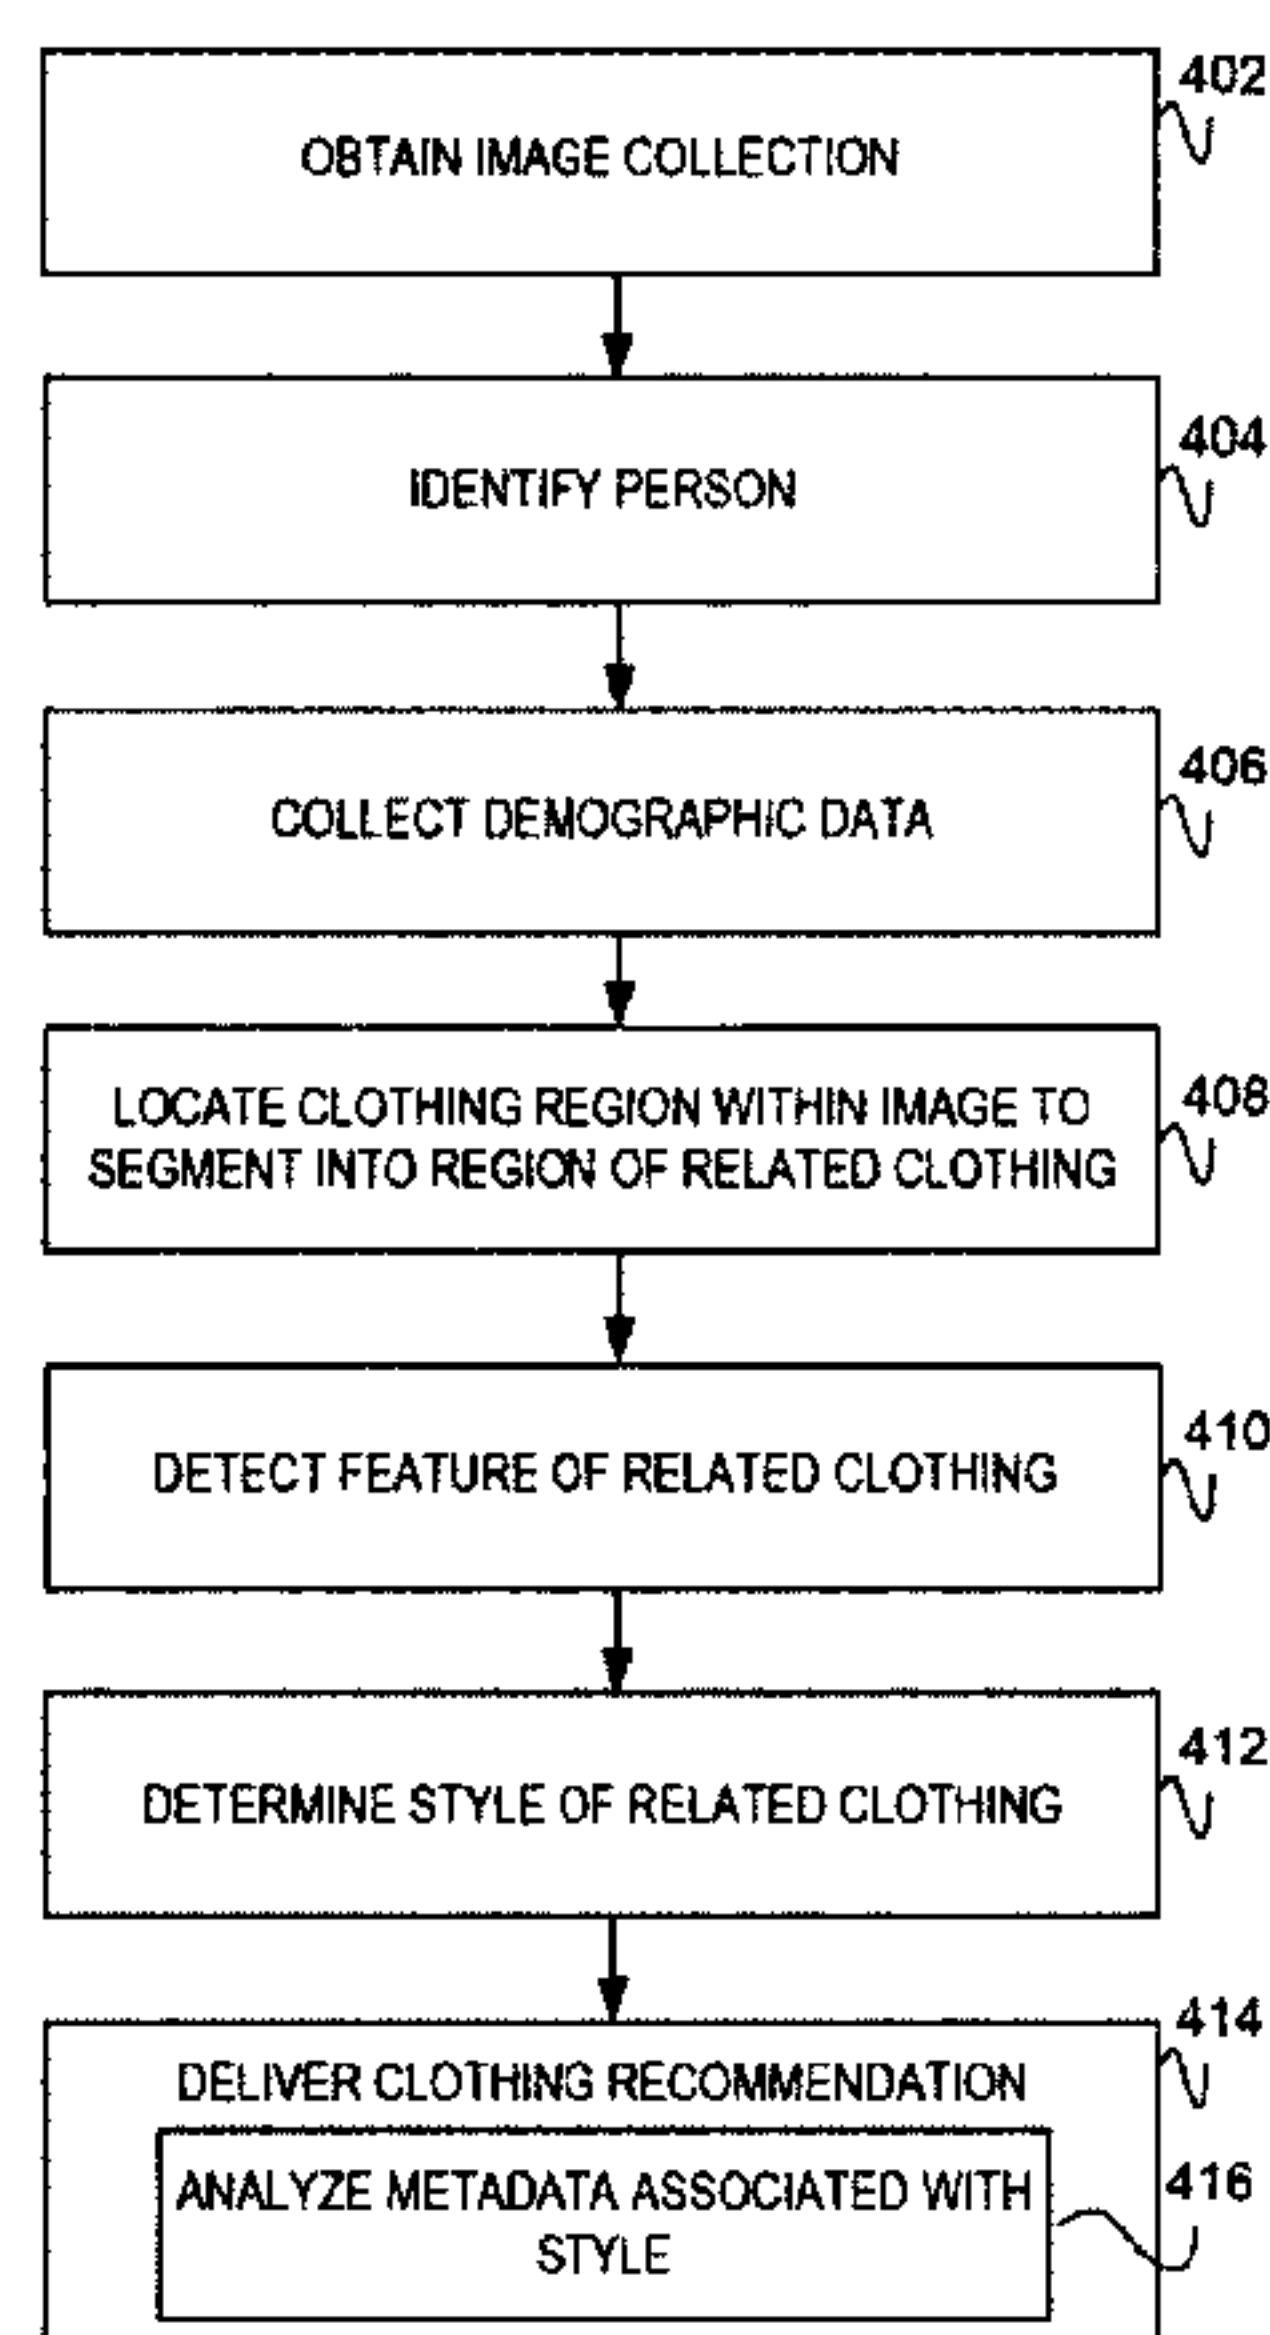 402
OBTAIN IMAGE COLLECTION
404
IDENTIFY PERSON
406
COLLECT DEMOGRAPHIC DATA
408
LOCATE CLOTHING REGION WITHIN IMAGE TO
SEGMENT INTO REGION OF RELATED CLOTHING
410
DETECT FEATURE OF RELATED CLOTHING
412
DETERMINE STYLE OF RELATED CLOTHING
414
DELIVER CLOTHING RECOMMENDATION
416
ANALYZE METADATA ASSOCIATED WITH
STYLE